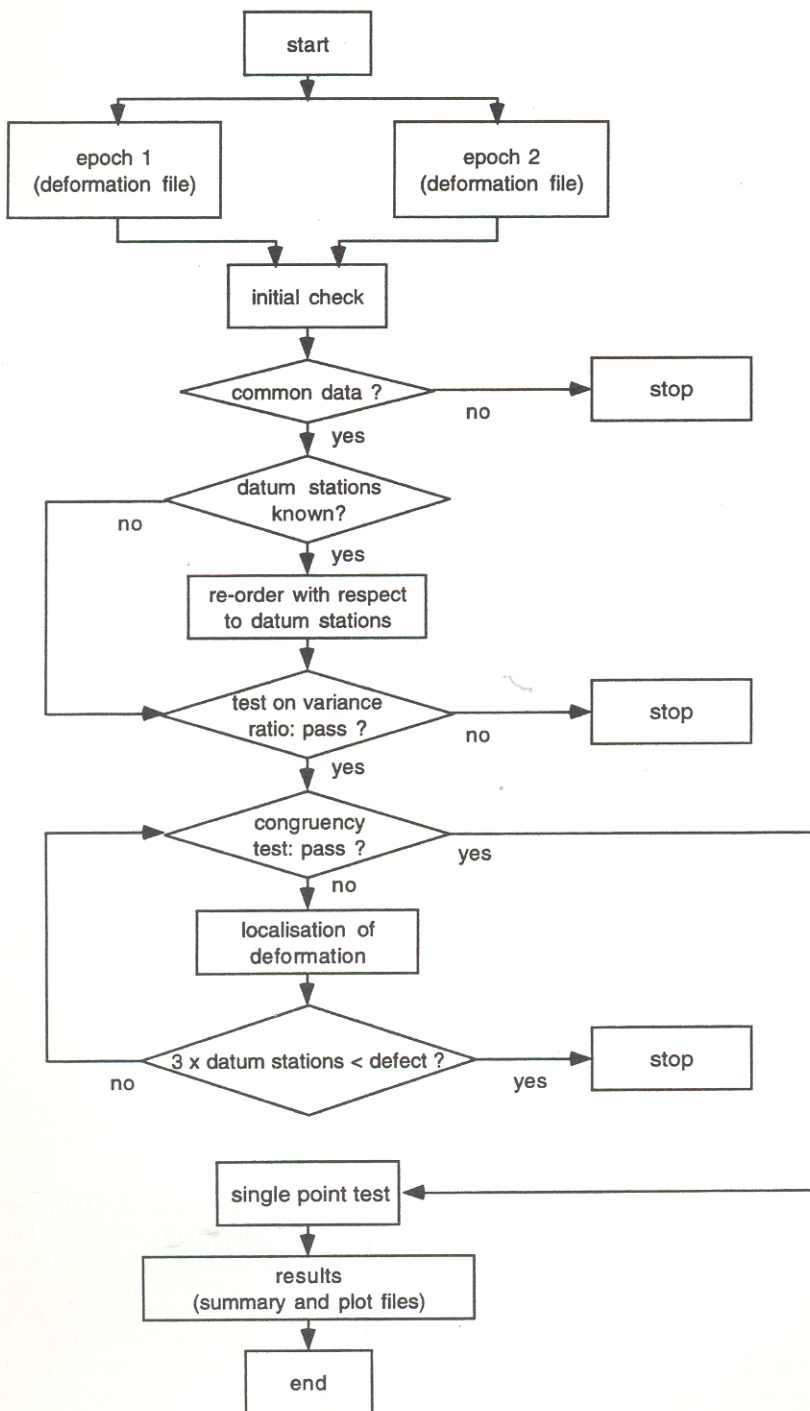 start
epoch 1
(deformation file)
epoch 2
(deformation file)
initial check
common data ?
no
stop
yes
datum stations
known?
no
yes
re-order with respect
to datum stations
test on variance
ratio: pass ?
no
stop
yes
congruency
test: pass ?
yes
no
localisation of
deformation
3 x datum stations < defect ?
no
yes
stop
single point test
results
(summary and plot files)
end